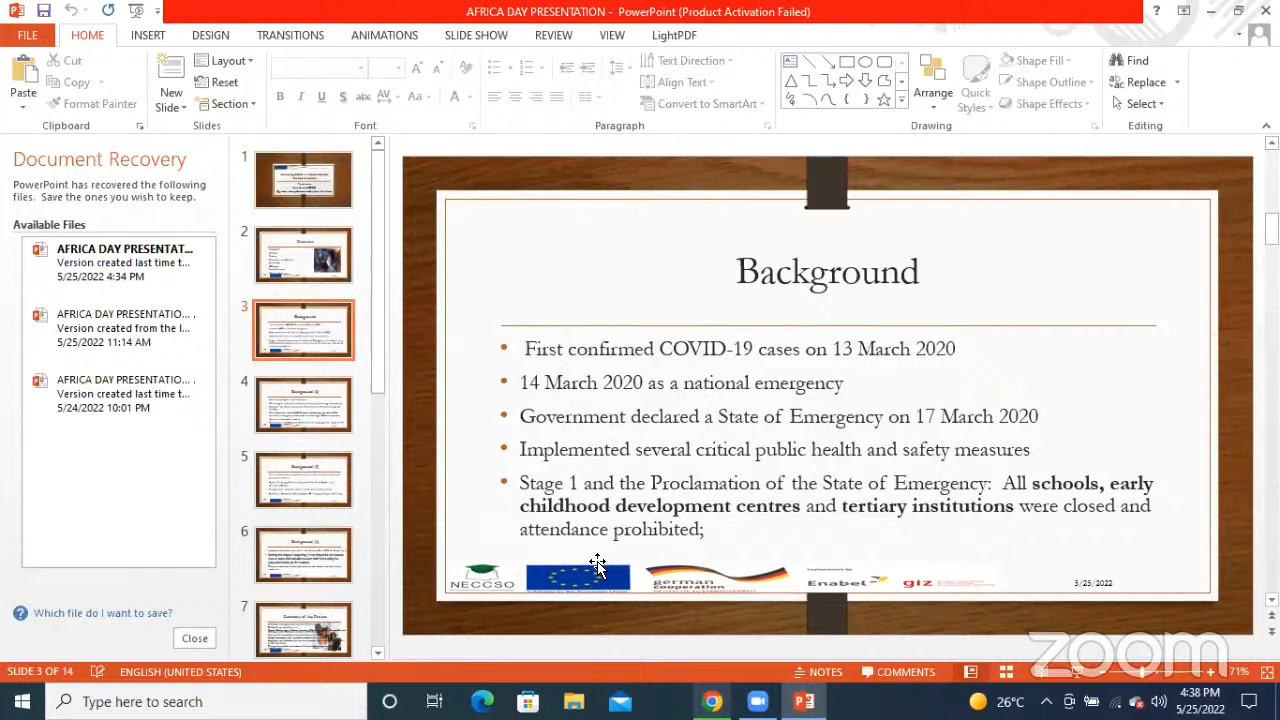 AFRICA DAY PRESENTATION - PowerPoint (Product Activation Failed)
FILE HOME INSERT DESIGN TRANSITIONS ANIMATIONS SLIDE SHOW REVIEW VIEW LightPDF
Cut Layout Reset Section Text Direction Shape Fill Find
Copy Align Text Shape Outline Replace
Paste Format Painter New Slide Convert to SmartArt Arrange Quick Styles Shape Effects Select
Clipboard Slides Font Paragraph Drawing Editing
Document Recovery
PowerPoint has recovered the following
files. Save the ones you wish to keep.
Available Files
AFRICA DAY PRESENTAT...
Version created last time t...
5/25/2022 4:34 PM
AFRICA DAY PRESENTATIO...
Version created from the l...
5/25/2022 11:14 AM
AFRICA DAY PRESENTATIO...
Version created last time t...
5/24/2022 10:01 PM
Which file do I want to save?
Close
1
2
3
4
5
6
7
Background
First confirmed COVID-19 cases on 13 March 2020
14 March 2020 as a national emergency
Government declared a State of Emergency on 17 March-2020
Implemented several critical public health and safety measures
Stage 1 and the Proclamation of the State of Emergency: All schools, early
childhood development centres and tertiary institutions were closed and
attendance prohibited;
NECCSO
german
cooperation
Implemented by
Enabel giz
5/25/2022
zoom
SLIDE 3 OF 14 ENGLISH (UNITED STATES) NOTES COMMENTS 71%
Type here to search
26°C
4:38 PM
5/25/2022